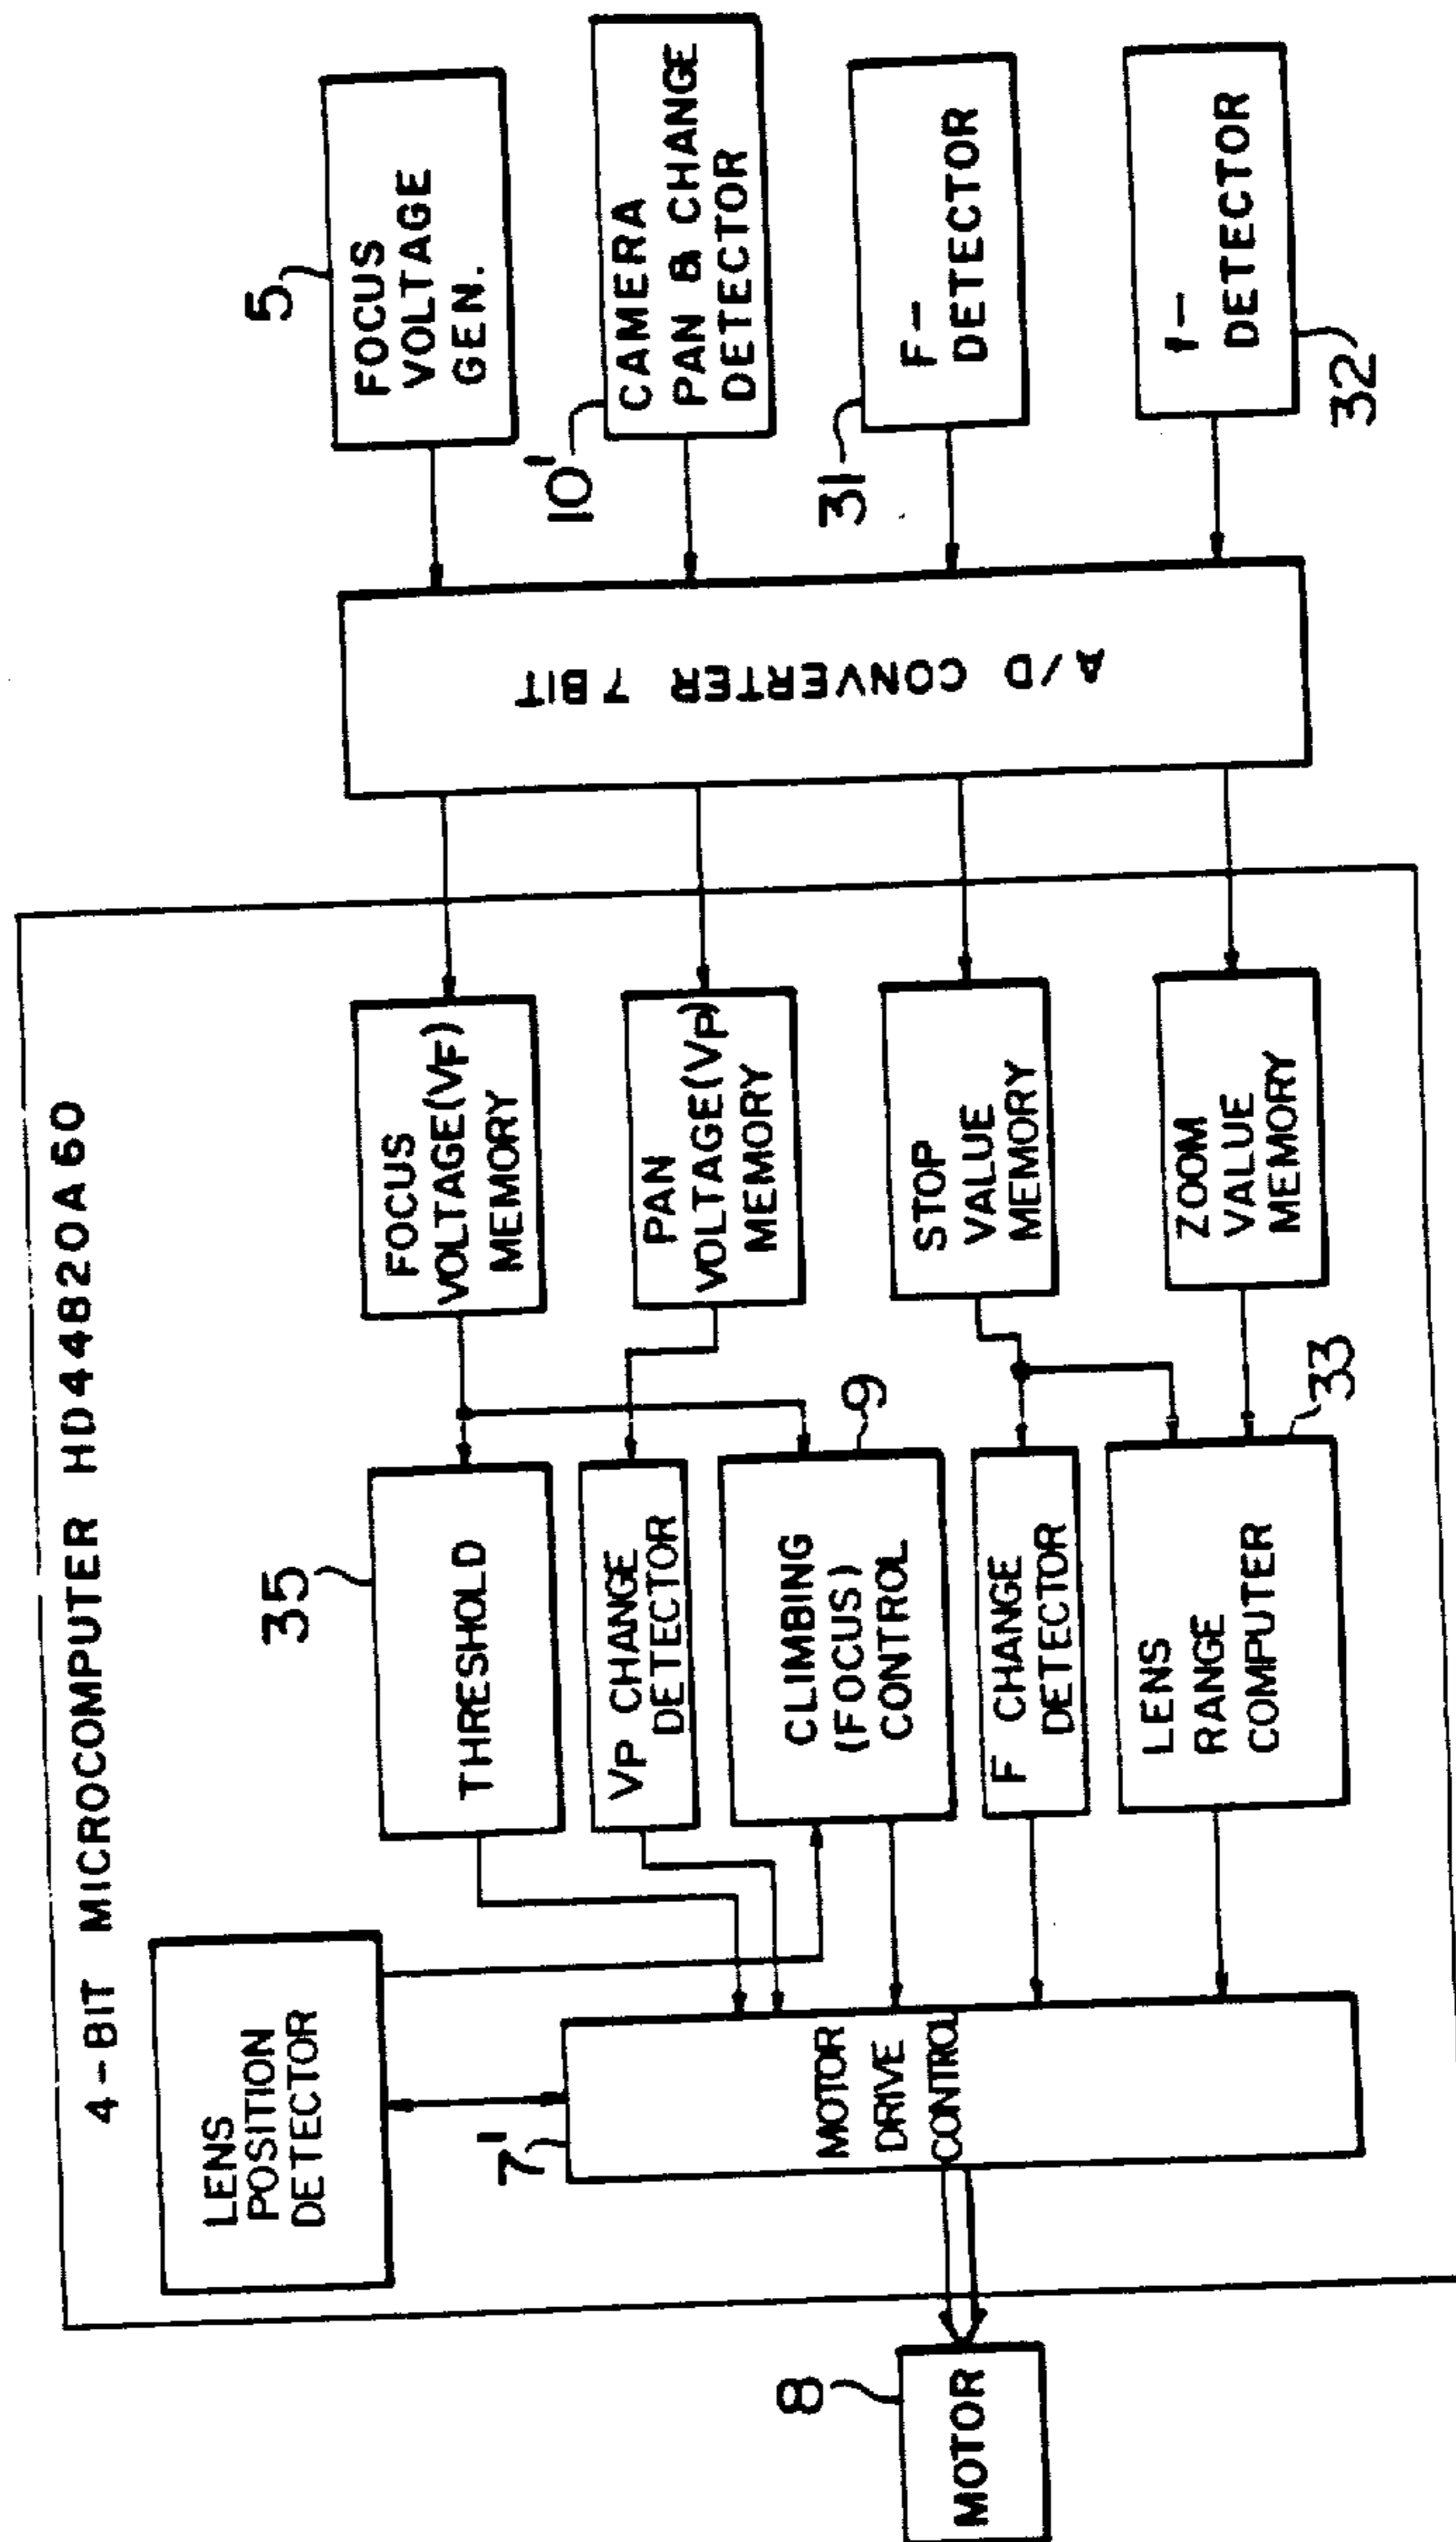 4-BIT MICROCOMPUTER HD44820A60
LENS
POSITION
DETECTOR
35
THRESHOLD
FOCUS
VOLTAGE(VF)
MEMORY
5
FOCUS
VOLTAGE
GEN.
VP CHANGE
DETECTOR
PAN
VOLTAGE(VP)
MEMORY
10'
CAMERA
PAN & CHANGE
DETECTOR
7'
MOTOR
DRIVE
CONTROL
CLIMBING
(FOCUS)
CONTROL
9
A/D CONVERTER 7BIT
8
MOTOR
F CHANGE
DETECTOR
STOP
VALUE
MEMORY
31
F-
DETECTOR
LENS
RANGE
COMPUTER
33
ZOOM
VALUE
MEMORY
f-
DETECTOR
32